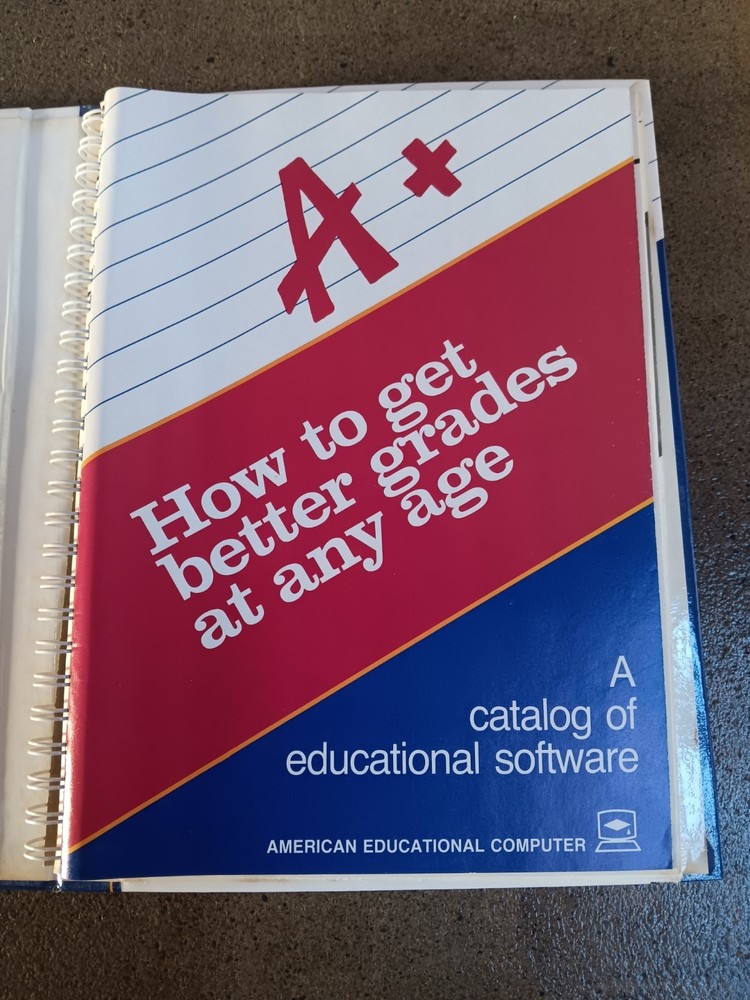 A+
How to get
better grades
at any age
A
catalog of
educational software
AMERICAN EDUCATIONAL COMPUTER